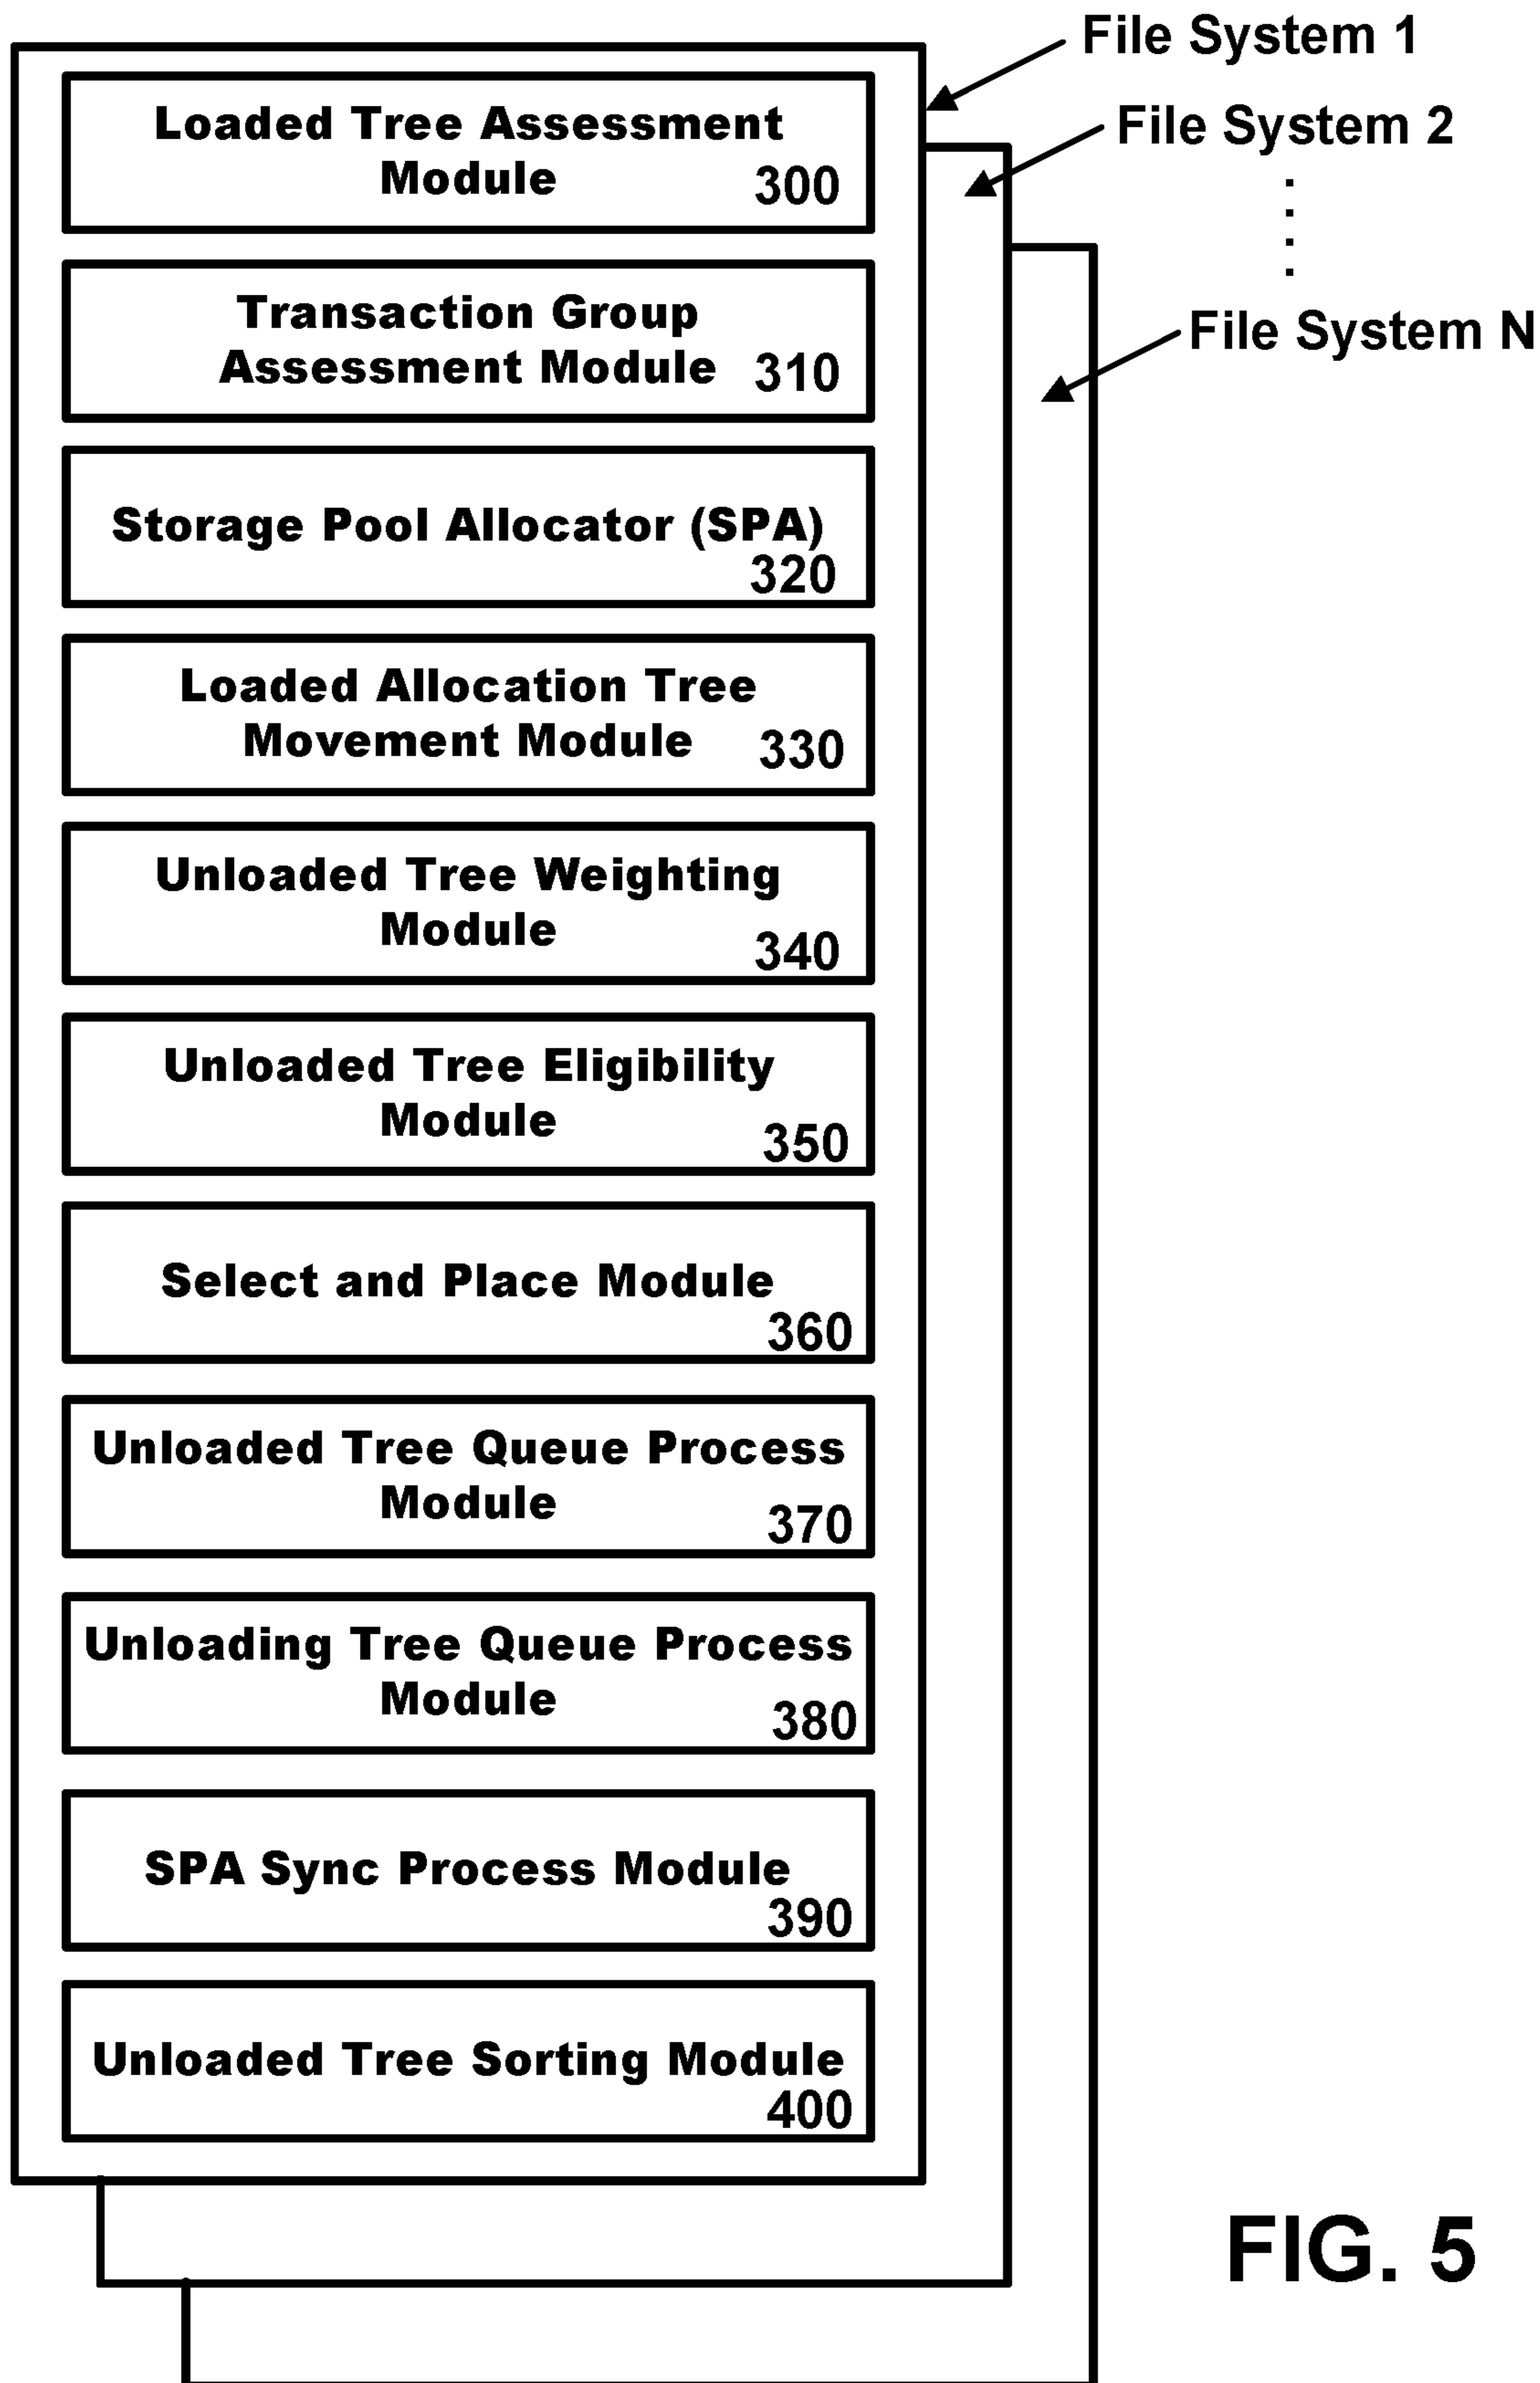 File System 1
File System 2
File System N
Loaded Tree Assessment
Module 300
Transaction Group
Assessment Module 310
Storage Pool Allocator (SPA)
320
Loaded Allocation Tree
Movement Module 330
Unloaded Tree Weighting
Module 340
Unloaded Tree Eligibility
Module 350
Select and Place Module
360
Unloaded Tree Queue Process
Module 370
Unloading Tree Queue Process
Module 380
SPA Sync Process Module
390
Unloaded Tree Sorting Module
400
FIG. 5